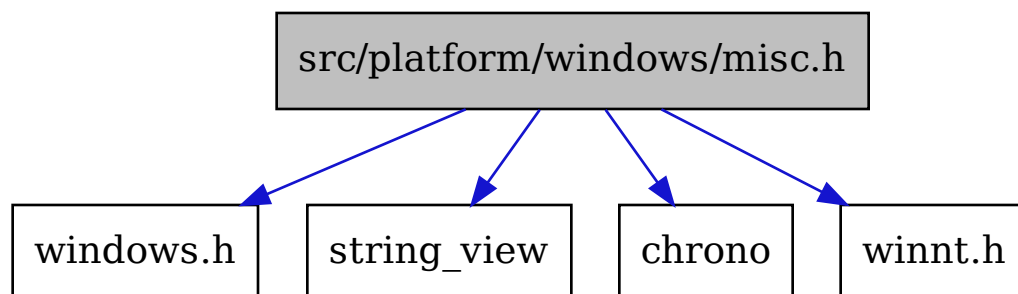 src/platform/windows/misc.h
windows.h
string_view
chrono
winnt.h